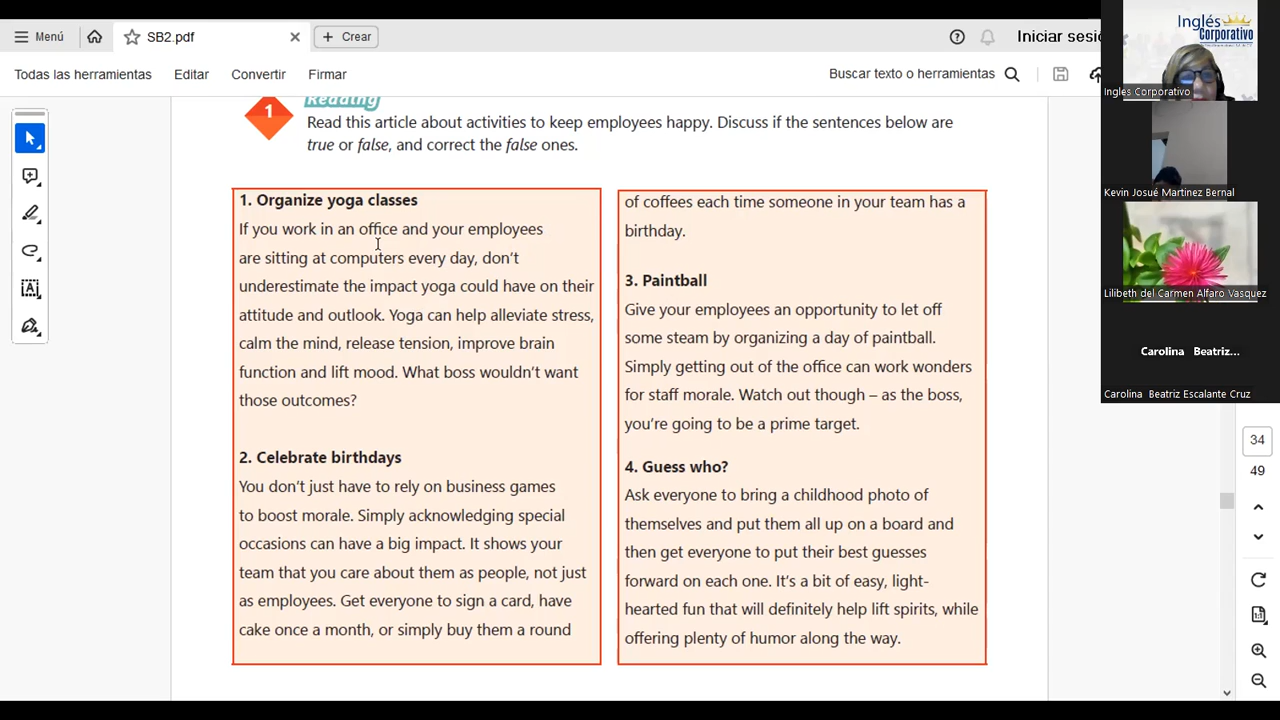 Menú
SB2.pdf
Crear
Iniciar sesi
Todas las herramientas
Editar
Convertir
Firmar
Buscar texto o herramientas
1
Reading
Read this article about activities to keep employees happy. Discuss if the sentences below are
true or false, and correct the false ones.
1. Organize yoga classes
If you work in an office and your employees
are sitting at computers every day, don't
underestimate the impact yoga could have on their
attitude and outlook. Yoga can help alleviate stress,
calm the mind, release tension, improve brain
function and lift mood. What boss wouldn't want
those outcomes?
2. Celebrate birthdays
You don't just have to rely on business games
to boost morale. Simply acknowledging special
occasions can have a big impact. It shows your
team that you care about them as people, not just
as employees. Get everyone to sign a card, have
cake once a month, or simply buy them a round
of coffees each time someone in your team has a
birthday.
3. Paintball
Give your employees an opportunity to let off
some steam by organizing a day of paintball.
Simply getting out of the office can work wonders
for staff morale. Watch out though – as the boss,
you're going to be a prime target.
4. Guess who?
Ask everyone to bring a childhood photo of
themselves and put them all up on a board and
then get everyone to put their best guesses
forward on each one. It's a bit of easy, light-
hearted fun that will definitely help lift spirits, while
offering plenty of humor along the way.
Inglés
Corporativo
Ingles Corporativo
Kevin Josué Martínez Bernal
Lilibeth del Carmen Alfaro Vasquez
Carolina Beatriz...
Carolina Beatriz Escalante Cruz
34
49